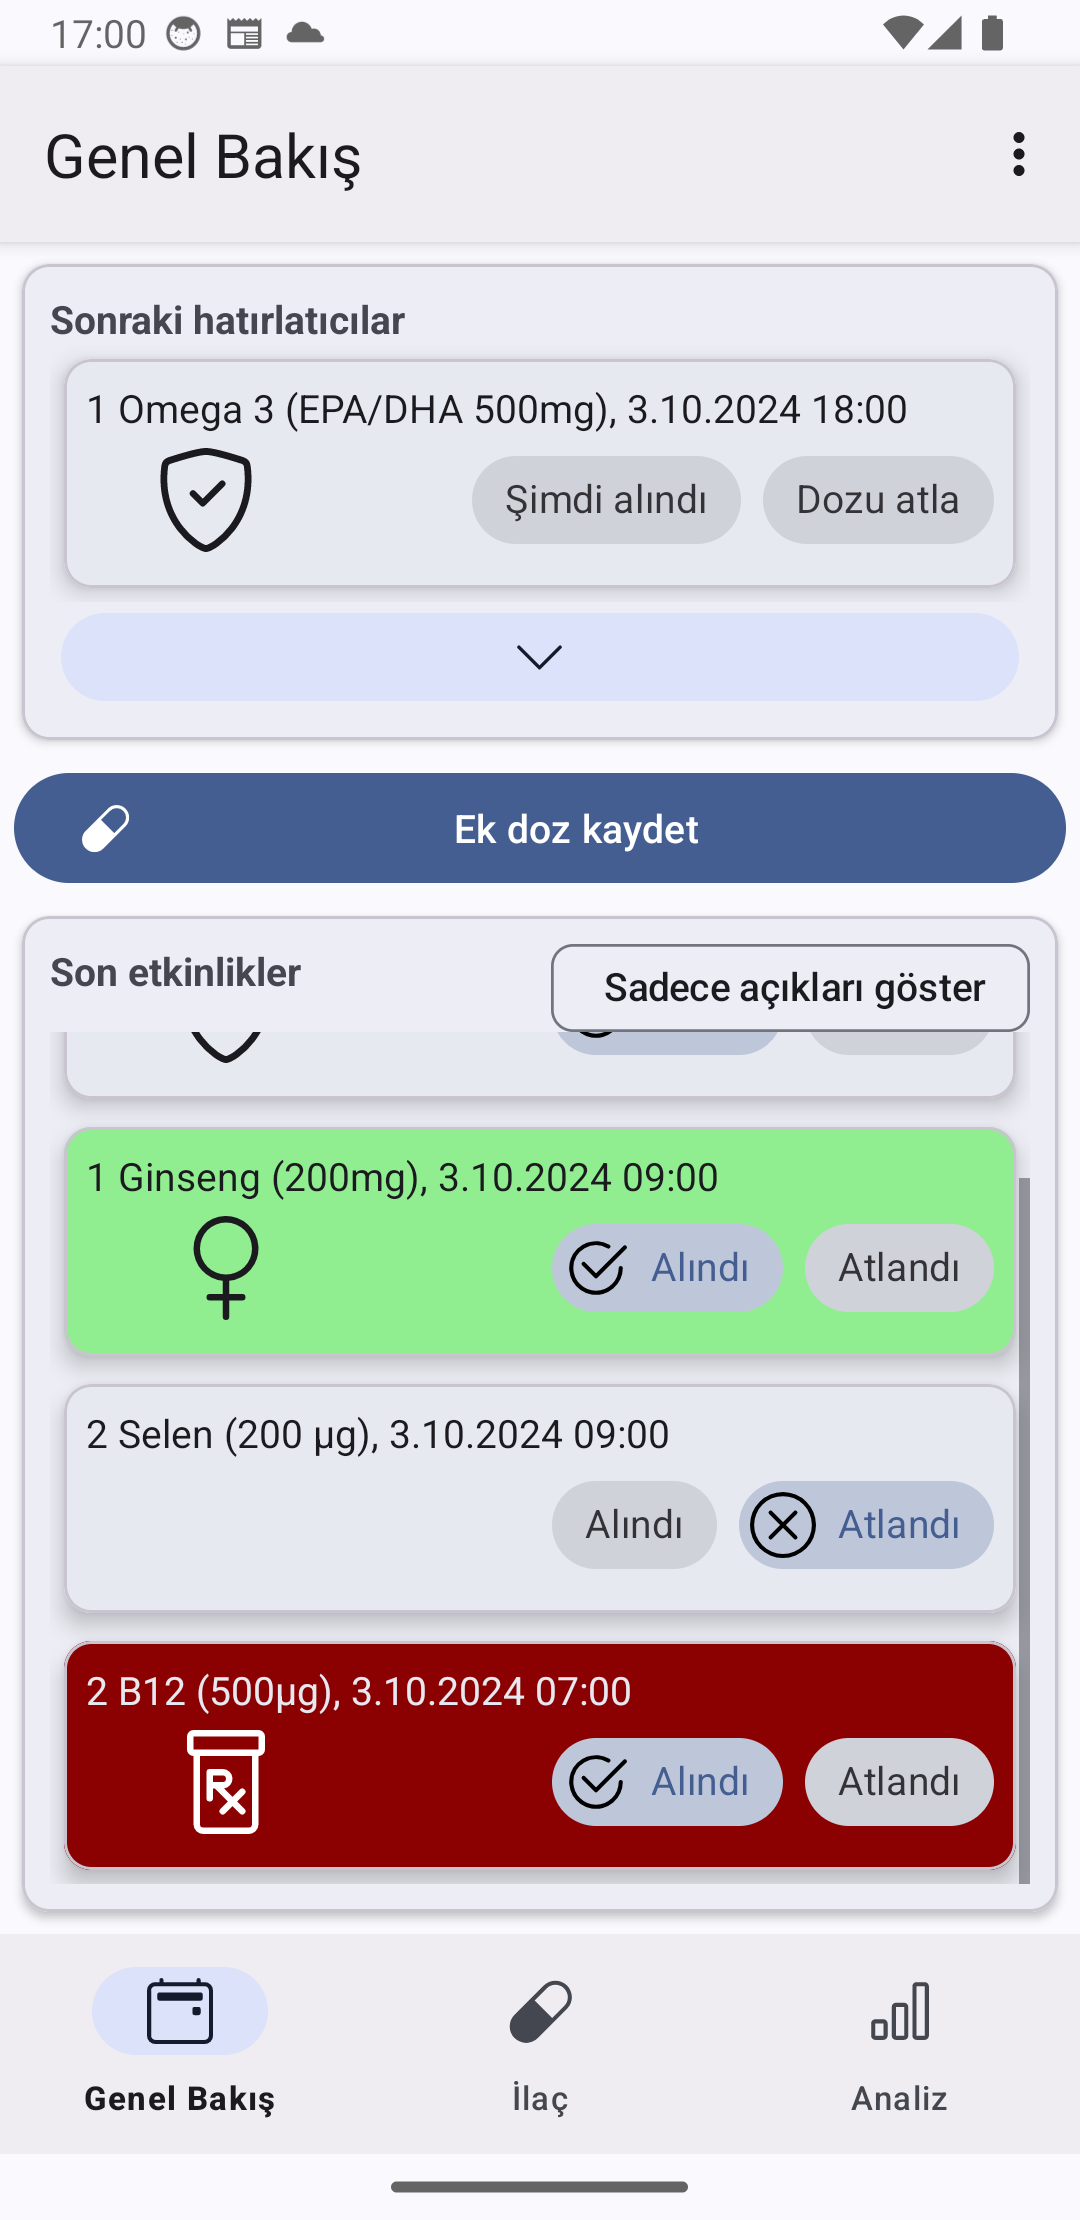 17:00
Genel Bakış
Sonraki hatırlatıcılar
1 Omega 3 (EPA/DHA 500mg), 3.10.2024 18:00
Şimdi alındı
Dozu atla
Ek doz kaydet
Son etkinlikler
Sadece açıkları göster
1 Ginseng (200mg), 3.10.2024 09:00
Alındı
Atlandı
2 Selen (200 µg), 3.10.2024 09:00
Alındı
Atlandı
2 B12 (500µg), 3.10.2024 07:00
Rx
Alındı
Atlandı
Genel Bakış
İlaç
Analiz